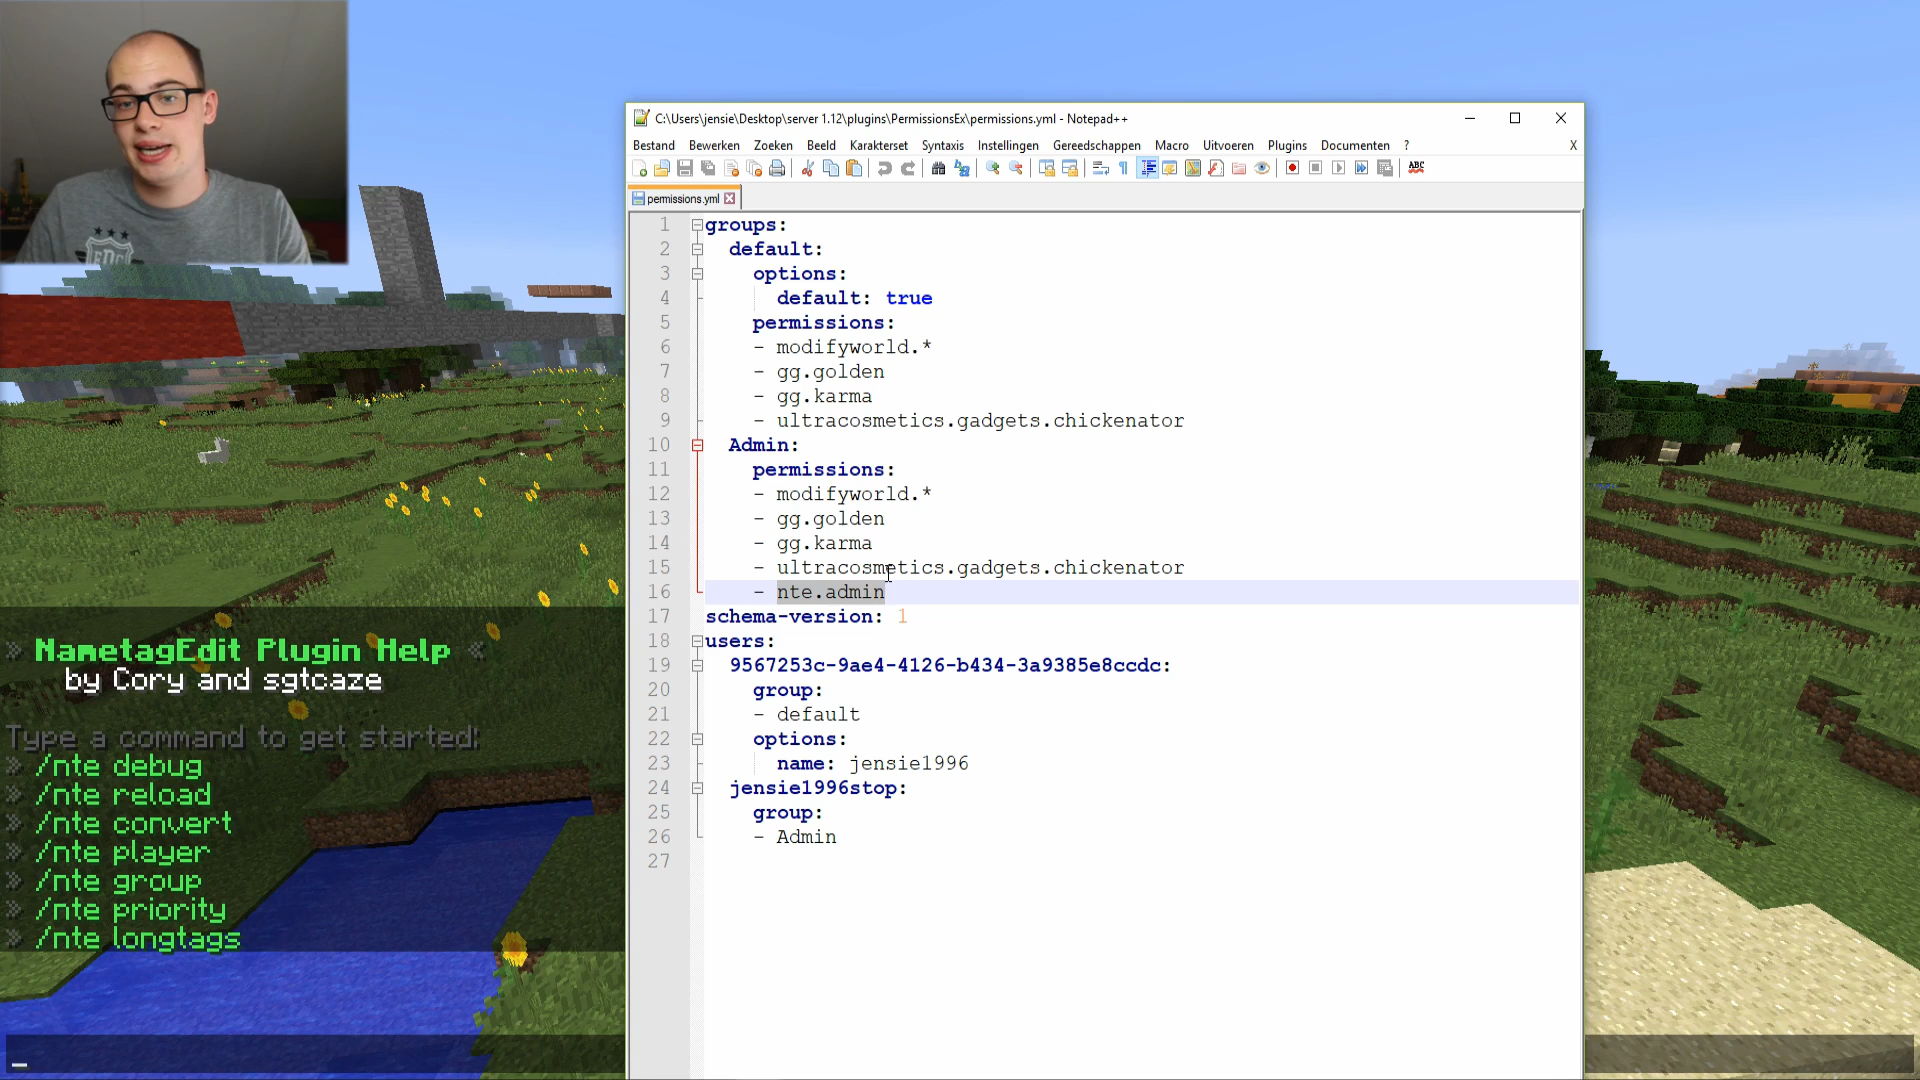 C:\Users\jensie\Desktop\server 1.12\plugins\PermissionsEx\permissions.yml - Notepad++
Bestand Bewerken Zoeken Beeld Karakterset Syntaxis Instellingen Gereedschappen Macro Uitvoeren Plugins Documenten ? X
ABC
permissions.yml
1 groups:
2 default:
3 options:
4 default: true
5 permissions:
6 - modifyworld.*
7 - gg.golden
8 - gg.karma
9 - ultracosmetics.gadgets.chickenator
10 Admin:
11 permissions:
12 - modifyworld.*
13 - gg.golden
14 - gg.karma
15 - ultracosmetics.gadgets.chickenator
16 - nte.admin
17 schema-version: 1
18 users:
19 9567253c-9ae4-4126-b434-3a9385e8ccdc:
20 group:
21 - default
22 options:
23 name: jensie1996
24 jensie1996stop:
25 group:
26 - Admin
27
» NametagEdit Plugin Help «
by Cory and sgtcaze
Type a command to get started:
» /nte debug
» /nte reload
» /nte convert
» /nte player
» /nte group
» /nte priority
» /nte longtags
_